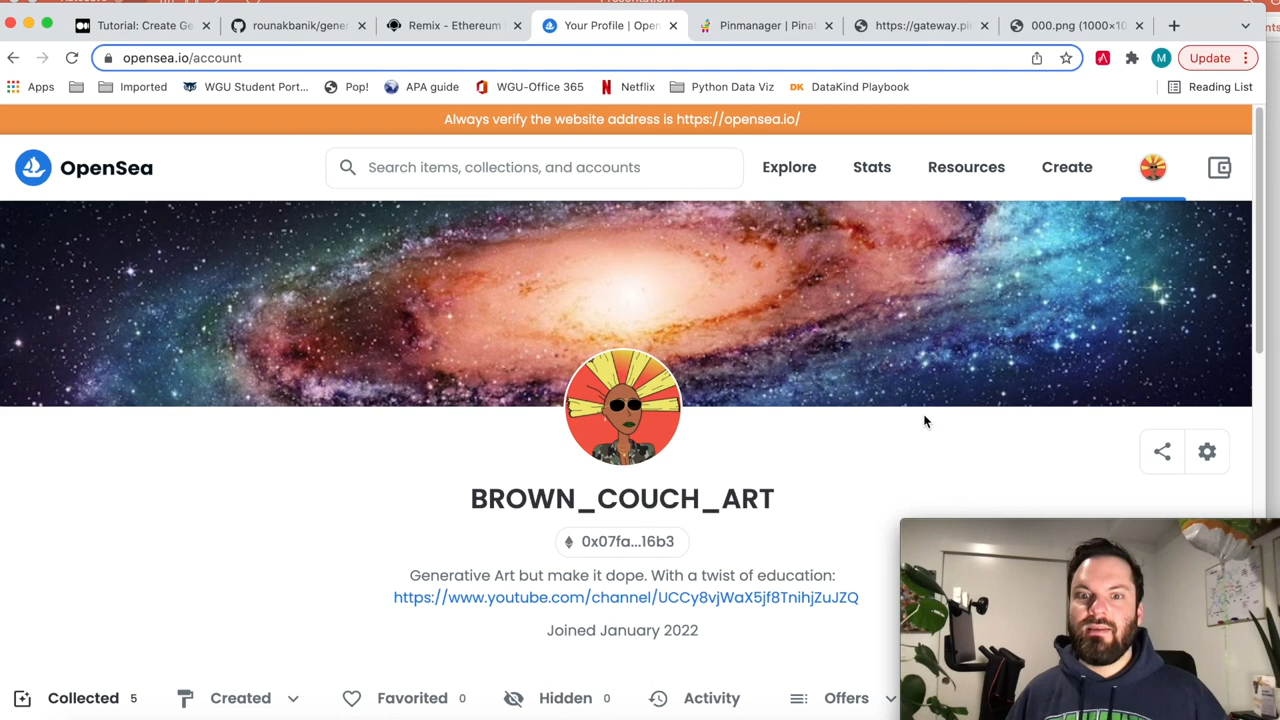 Tutorial: Create Ge
rounakbanik/gener
Remix - Ethereum
Your Profile | Open
Pinmanager | Pinat
https://gateway.pi
000.png (1000×10
opensea.io/account
M
Update
Apps
Imported
WGU Student Port...
Pop!
APA guide
WGU-Office 365
Netflix
Python Data Viz
DK DataKind Playbook
Reading List
Always verify the website address is https://opensea.io/
OpenSea
Search items, collections, and accounts
Explore
Stats
Resources
Create
BROWN_COUCH_ART
0x07fa...16b3
Generative Art but make it dope. With a twist of education:
https://www.youtube.com/channel/UCCy8vjWaX5jf8TnihjZuJZQ
Joined January 2022
Collected 5
Created
Favorited 0
Hidden 0
Activity
Offers